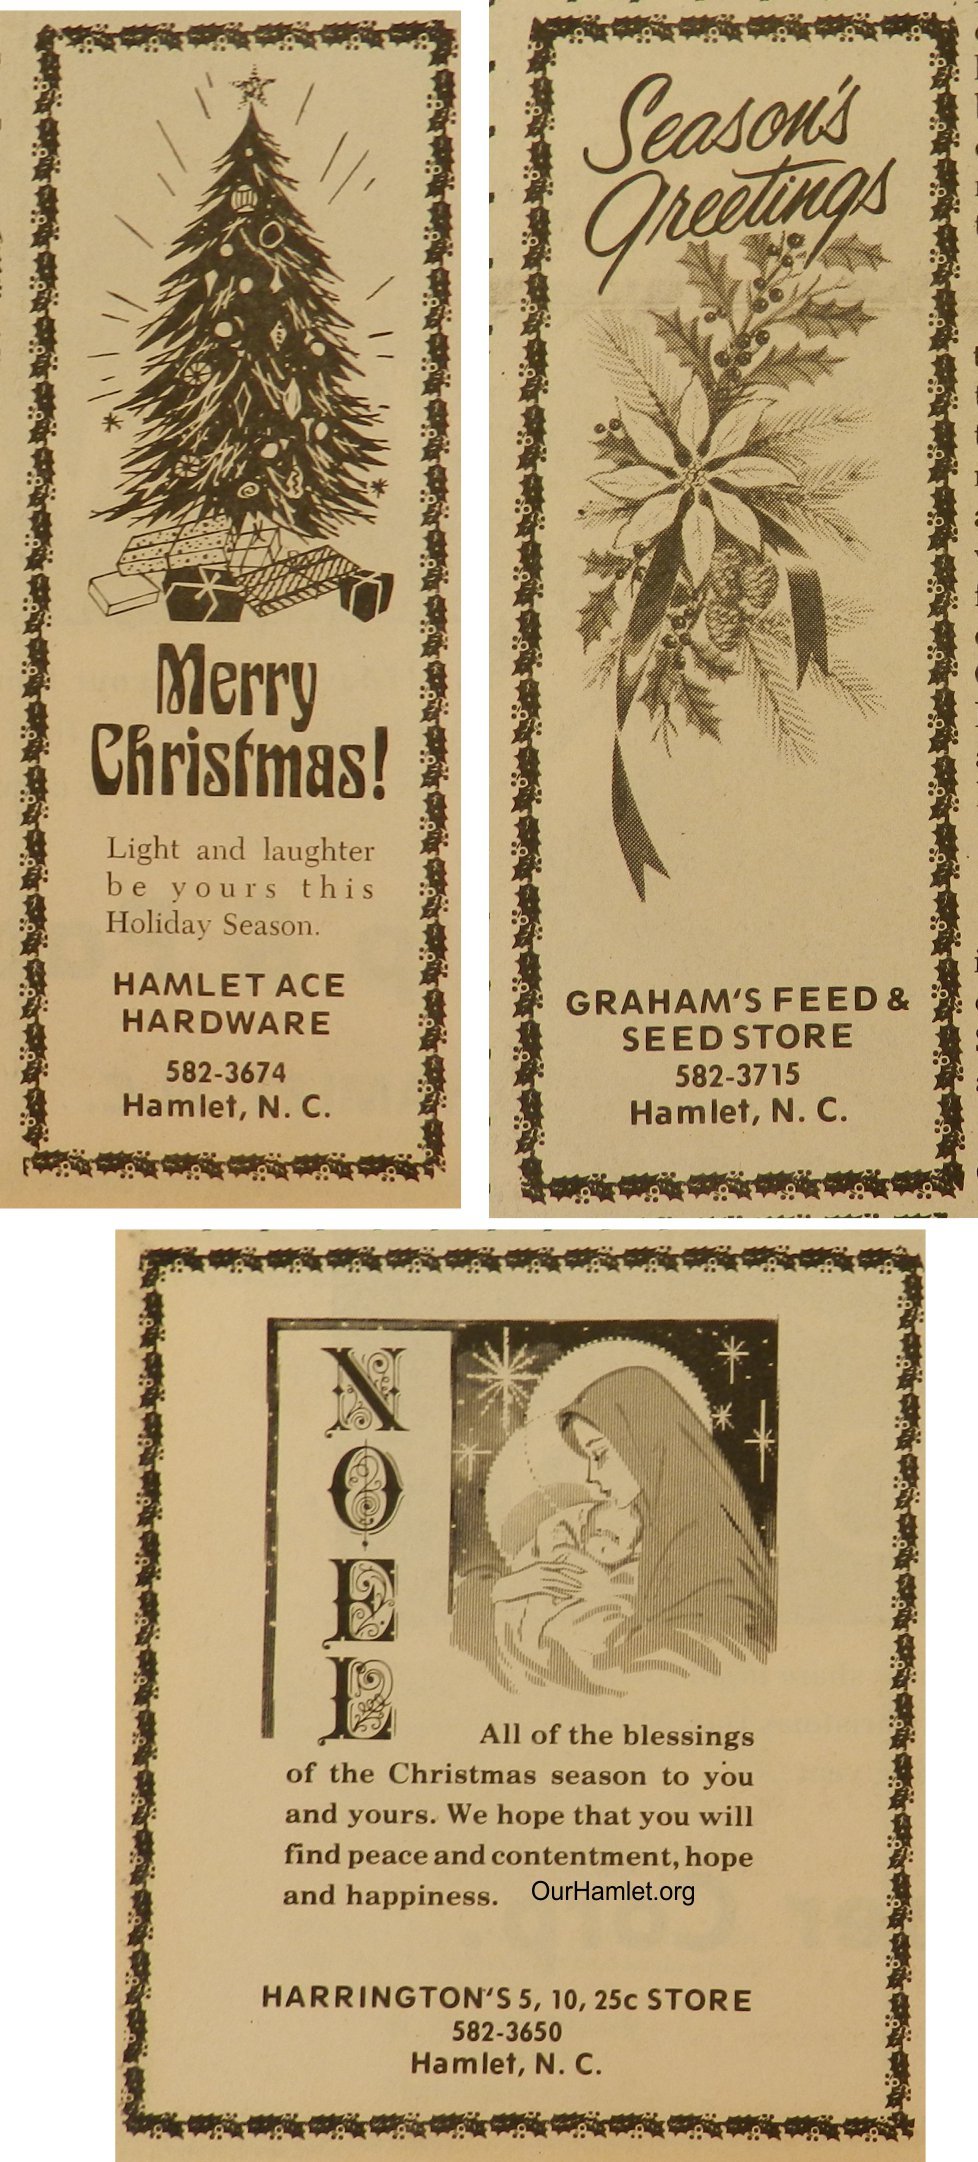 Merry
Christmas!
Light and laughter
be yours this
Holiday Season.
HAMLET ACE
HARDWARE
582-3674
Hamlet, N. C.
Season's
Greetings
GRAHAM'S FEED &
SEED STORE
582-3715
Hamlet, N. C.
NOEL
All of the blessings
of the Christmas season to you
and yours. We hope that you will
find peace and contentment, hope
and happiness.
OurHamlet.org
HARRINGTON'S 5, 10, 25c STORE
582-3650
Hamlet, N. C.